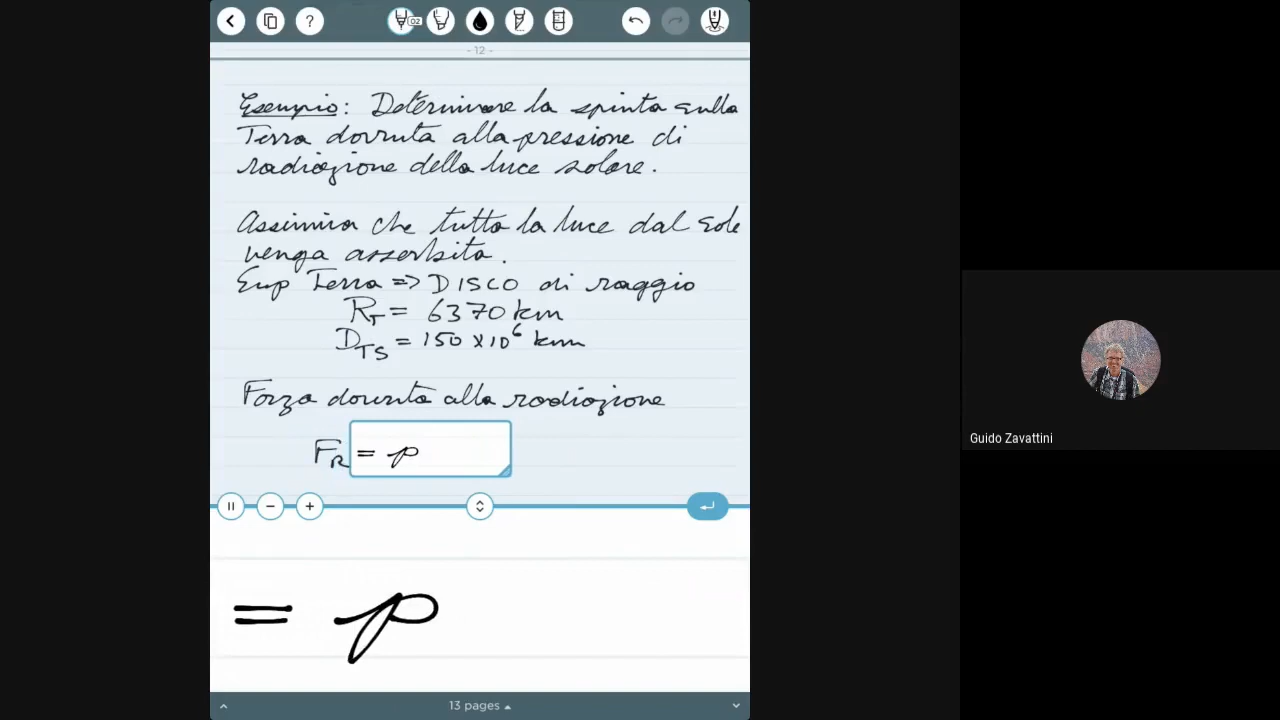 ?
02
- 12 -
Esempio: Determinare la spinta sulla
Terra dovuta alla pressione di
radiazione della luce solare.
Assumiamo che tutta la luce dal sole
venga assorbita.
Sup Terra => DISCO di raggio
R_T = 6370 km
D_TS = 150 x 10^6 km
Forza dovuta alla radiazione
F_R = p
Guido Zavattini
= p
13 pages